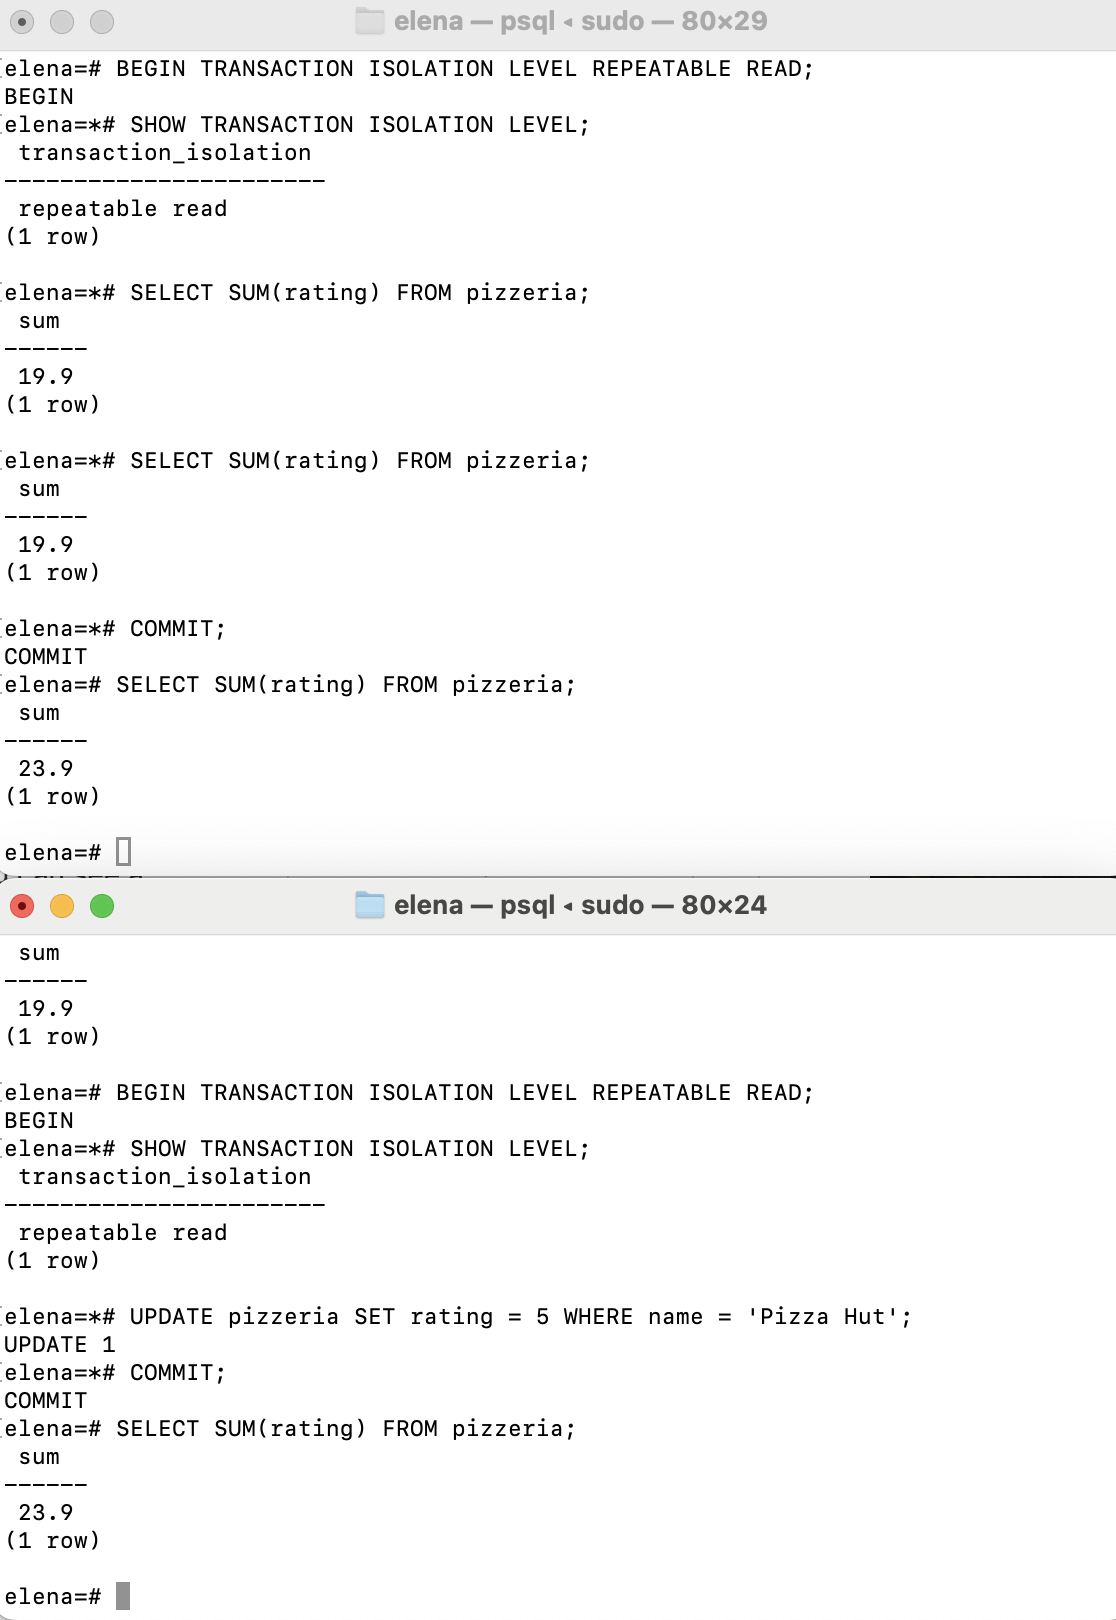 elena — psql ◂ sudo — 80×29
elena=# BEGIN TRANSACTION ISOLATION LEVEL REPEATABLE READ;
BEGIN
elena=*# SHOW TRANSACTION ISOLATION LEVEL;
 transaction_isolation
-----------------------
 repeatable read
(1 row)
elena=*# SELECT SUM(rating) FROM pizzeria;
 sum
------
 19.9
(1 row)
elena=*# SELECT SUM(rating) FROM pizzeria;
 sum
------
 19.9
(1 row)
elena=*# COMMIT;
COMMIT
elena=# SELECT SUM(rating) FROM pizzeria;
 sum
------
 23.9
(1 row)
elena=#
elena — psql ◂ sudo — 80×24
 sum
------
 19.9
(1 row)
elena=# BEGIN TRANSACTION ISOLATION LEVEL REPEATABLE READ;
BEGIN
elena=*# SHOW TRANSACTION ISOLATION LEVEL;
 transaction_isolation
-----------------------
 repeatable read
(1 row)
elena=*# UPDATE pizzeria SET rating = 5 WHERE name = 'Pizza Hut';
UPDATE 1
elena=*# COMMIT;
COMMIT
elena=# SELECT SUM(rating) FROM pizzeria;
 sum
------
 23.9
(1 row)
elena=#